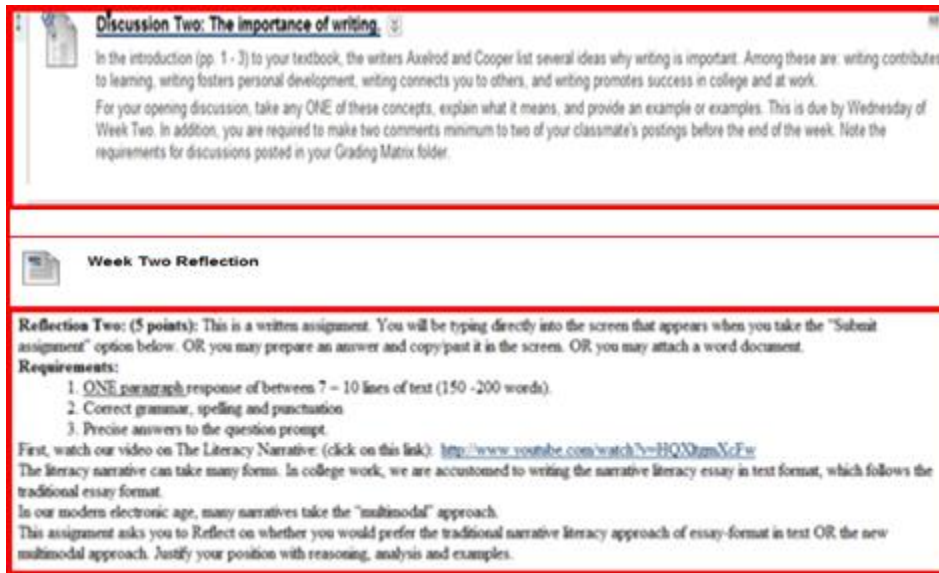 Discussion Two: The importance of writing.
In the introduction (pp. 1 - 3) to your textbook, the writers Axelrod and Cooper list several ideas why writing is important. Among these are: writing contributes
to learning, writing fosters personal development, writing connects you to others, and writing promotes success in college and at work.
For your opening discussion, take any ONE of these concepts, explain what it means, and provide an example or examples. This is due by Wednesday of
Week Two. In addition, you are required to make two comments minimum to two of your classmate's postings before the end of the week. Note the
requirements for discussions posted in your Grading Matrix folder.
Week Two Reflection
Reflection Two: (5 points): This is a written assignment. You will be typing directly into the screen that appears when you take the "Submit
assignment" option below. OR you may prepare an answer and copy/past it in the screen. OR you may attach a word document.
Requirements:
1. ONE paragraph response of between 7 – 10 lines of text (150 -200 words).
2. Correct grammar, spelling and punctuation
3. Precise answers to the question prompt.
First, watch our video on The Literacy Narrative: (click on this link):
The literacy narrative can take many forms. In college work, we are accustomed to writing the narrative literacy essay in text format, which follows the
traditional essay format.
In our modern electronic age, many narratives take the "multimodal" approach.
This assignment asks you to Reflect on whether you would prefer the traditional narrative literacy approach of essay-format in text OR the new
multimodal approach. Justify your position with reasoning, analysis and examples.